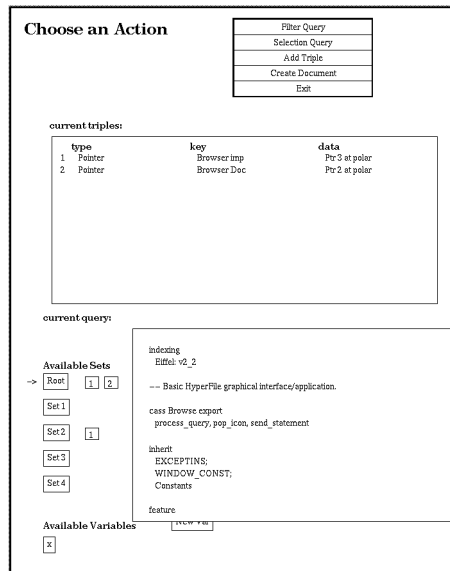 Choose an Action
Filter Query
Selection Query
Add Triple
Create Document
Exit
current triples:
type key data
1 Pointer Browser imp Ptr 3 at polar
2 Pointer Browser Doc Ptr 2 at polar
current query:
Available Sets
-> Root 1 2
Set 1
Set 2 1
Set 3
Set 4
indexing
Eiffel: v2_2
-- Basic HyperFile graphical interface/application.
cass Browse export
process_query, pop_icon, send_statement
inherit
EXCEPTINS;
WINDOW_CONST;
Constants
feature
Available Variables New Var
x